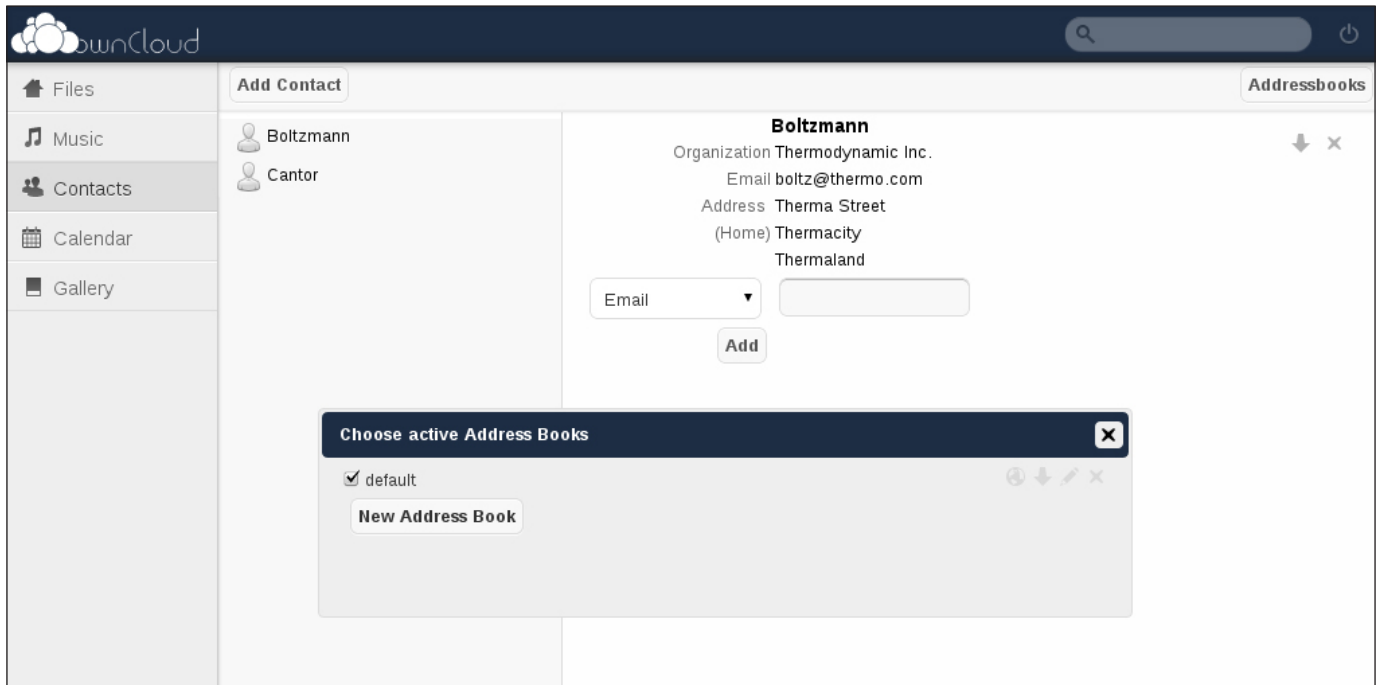 ownCloud
Files
Music
Contacts
Calendar
Gallery
Add Contact
Addressbooks
Boltzmann
Cantor
Boltzmann
Organization Thermodynamic Inc.
Email boltz@thermo.com
Address Therma Street
(Home) Thermacity
Thermaland
Email
Add
Choose active Address Books
default
New Address Book